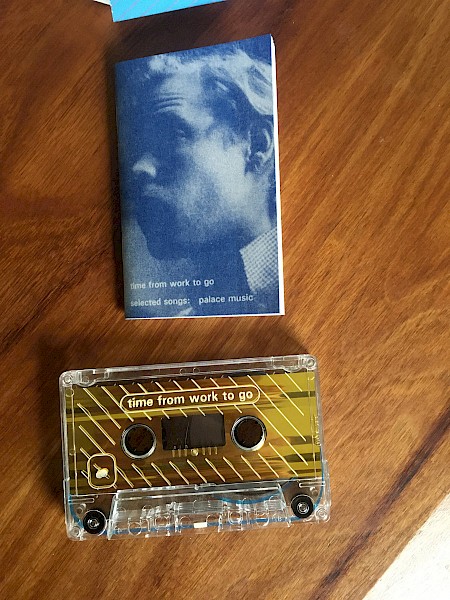 time from work to go
selected songs: palace music
time from work to go